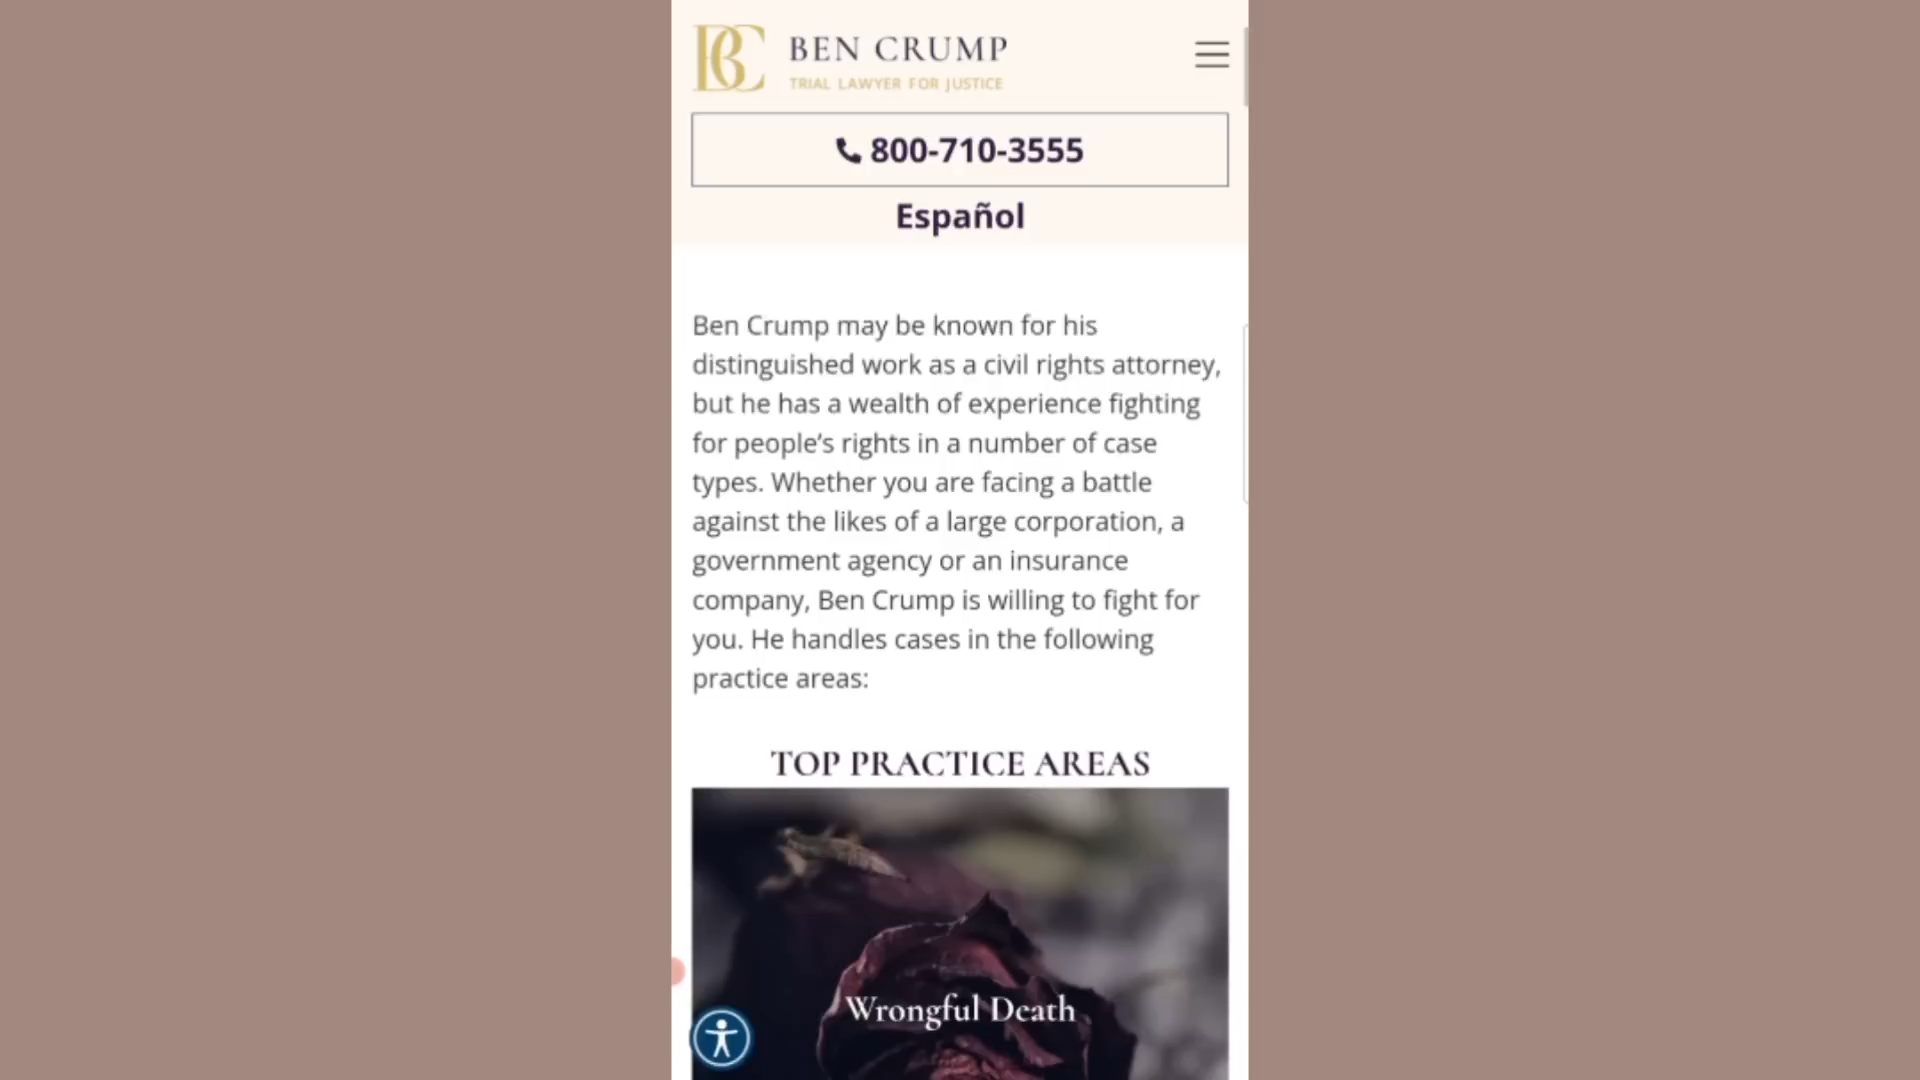 BC
BEN CRUMP
TRIAL LAWYER FOR JUSTICE
800-710-3555
Español
Ben Crump may be known for his
distinguished work as a civil rights attorney,
but he has a wealth of experience fighting
for people’s rights in a number of case
types. Whether you are facing a battle
against the likes of a large corporation, a
government agency or an insurance
company, Ben Crump is willing to fight for
you. He handles cases in the following
practice areas:
TOP PRACTICE AREAS
Wrongful Death